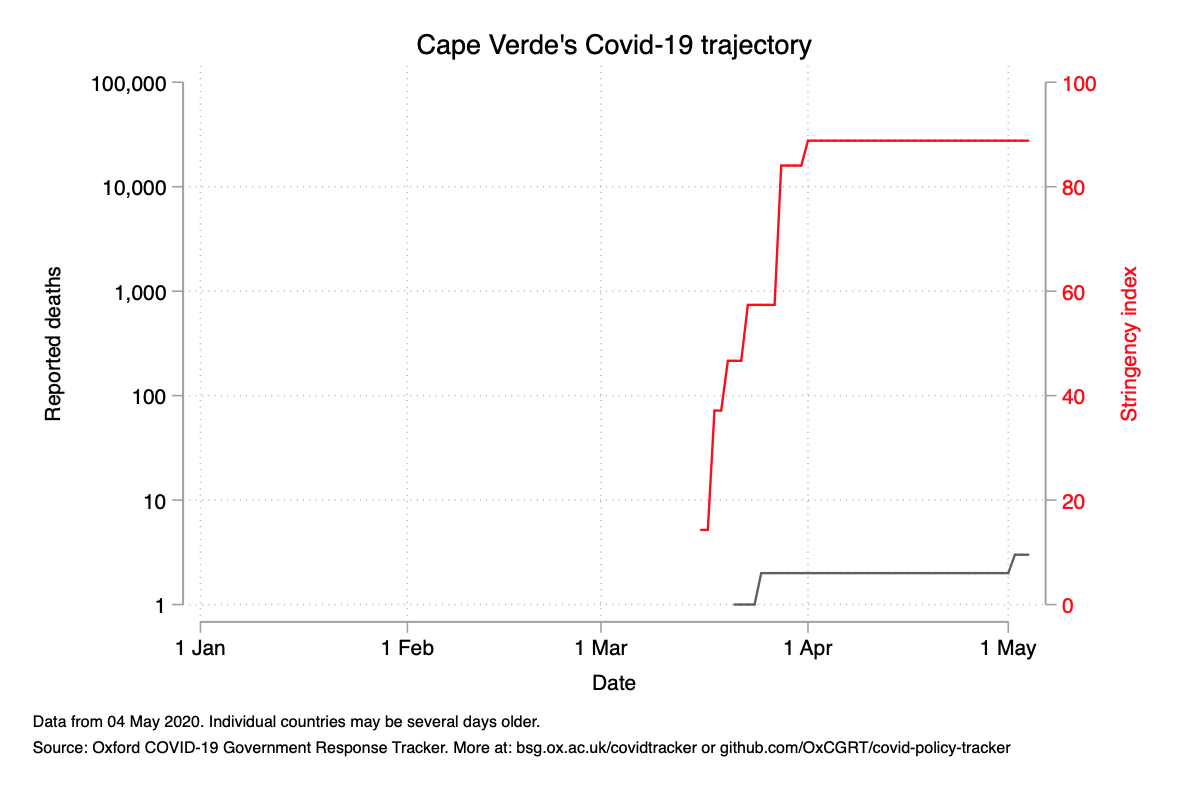 Cape Verde's Covid-19 trajectory
100,000
10,000
1,000
100
10
1
Reported deaths
100
80
60
40
20
0
Stringency index
1 Jan 1 Feb 1 Mar 1 Apr 1 May
Date
Data from 04 May 2020. Individual countries may be several days older.
Source: Oxford COVID-19 Government Response Tracker. More at: bsg.ox.ac.uk/covidtracker or github.com/OxCGRT/covid-policy-tracker